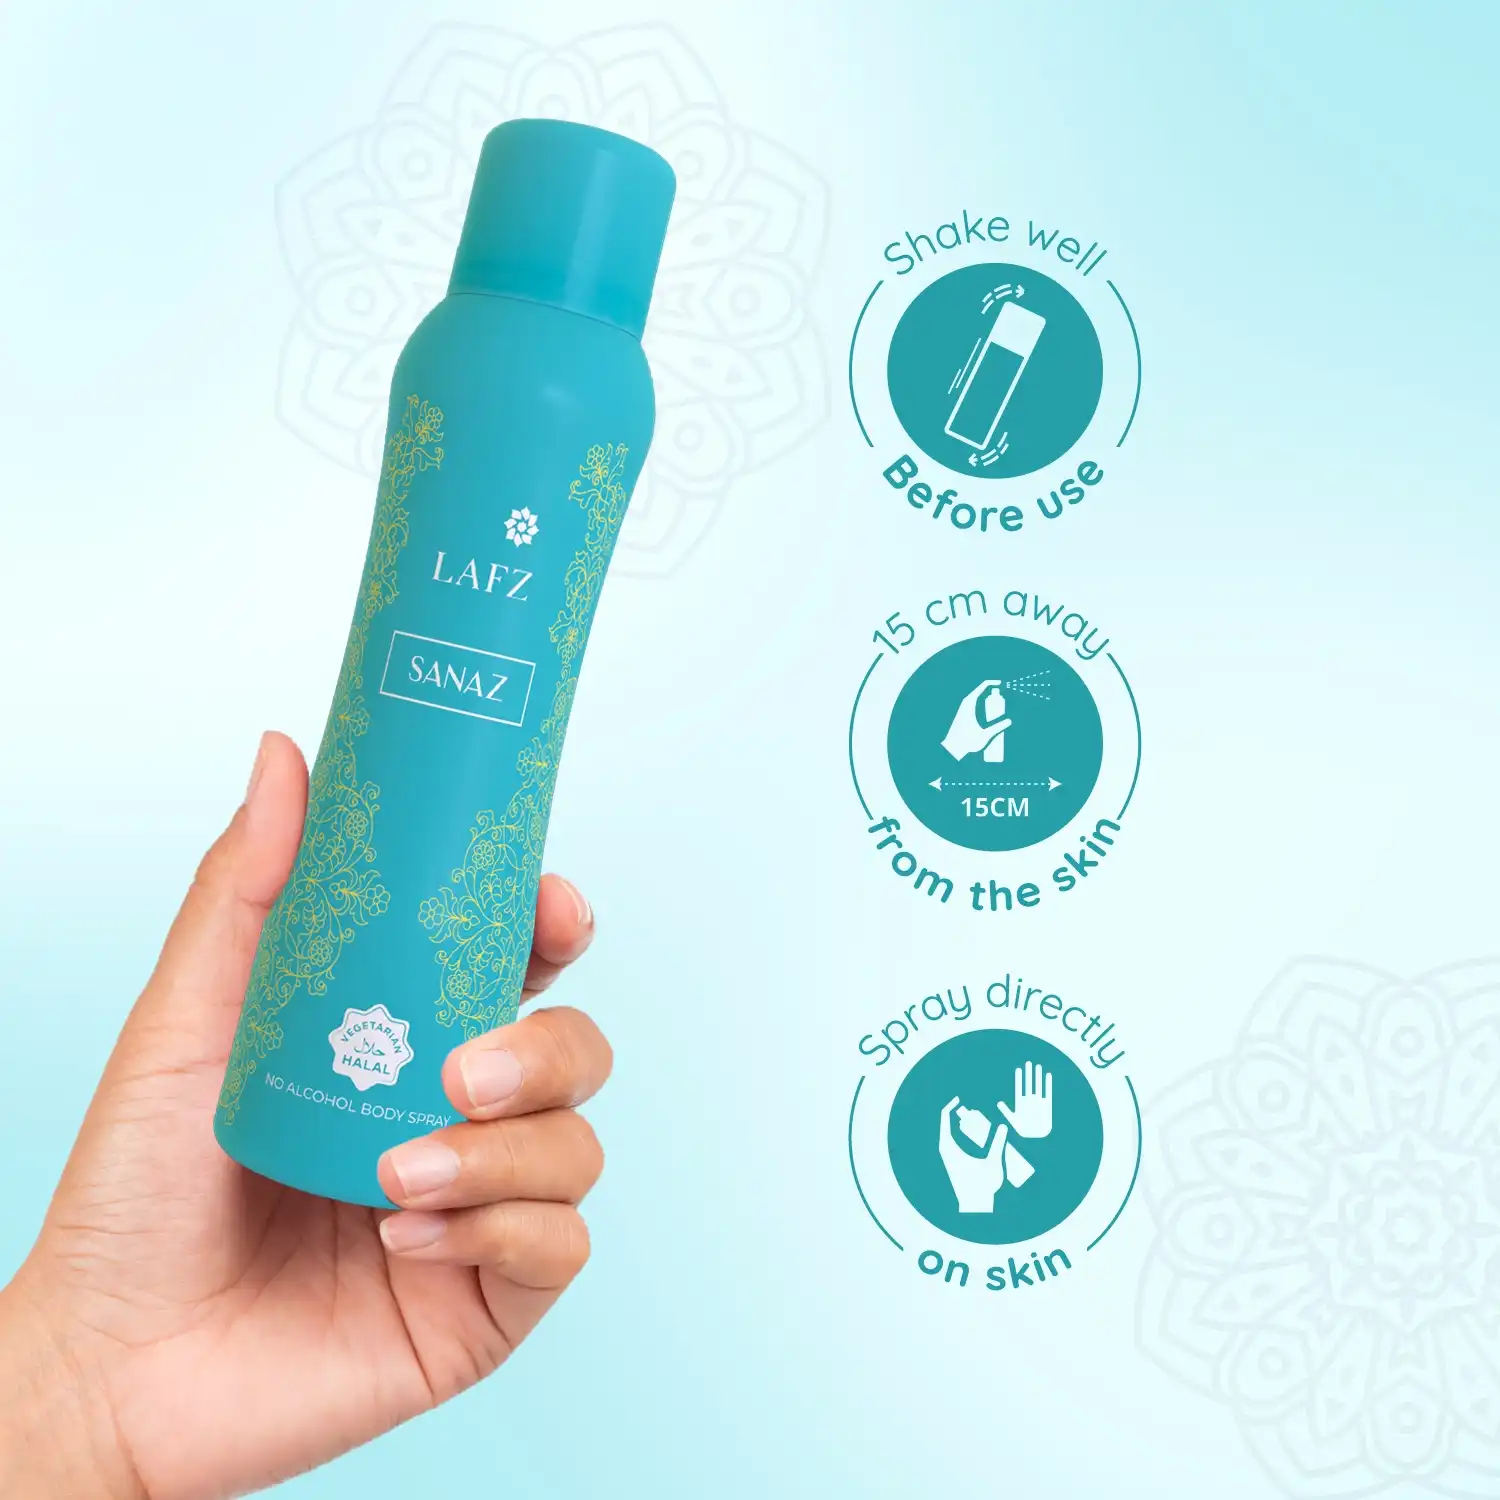 LAFZ
SANAZ
VEGETARIAN
حلال
HALAL
NO ALCOHOL BODY SPRAY
Shake well
Before use
15 cm away
15CM
from the skin
Spray directly
on skin